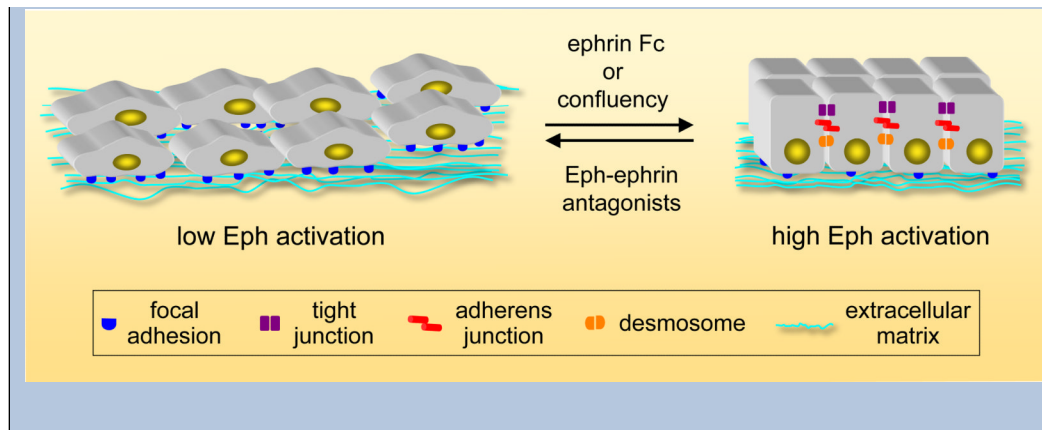 ephrin Fc
or
confluency
Eph-ephrin
antagonists
low Eph activation
high Eph activation
focal
adhesion
tight
junction
adherens
junction
desmosome
extracellular
matrix